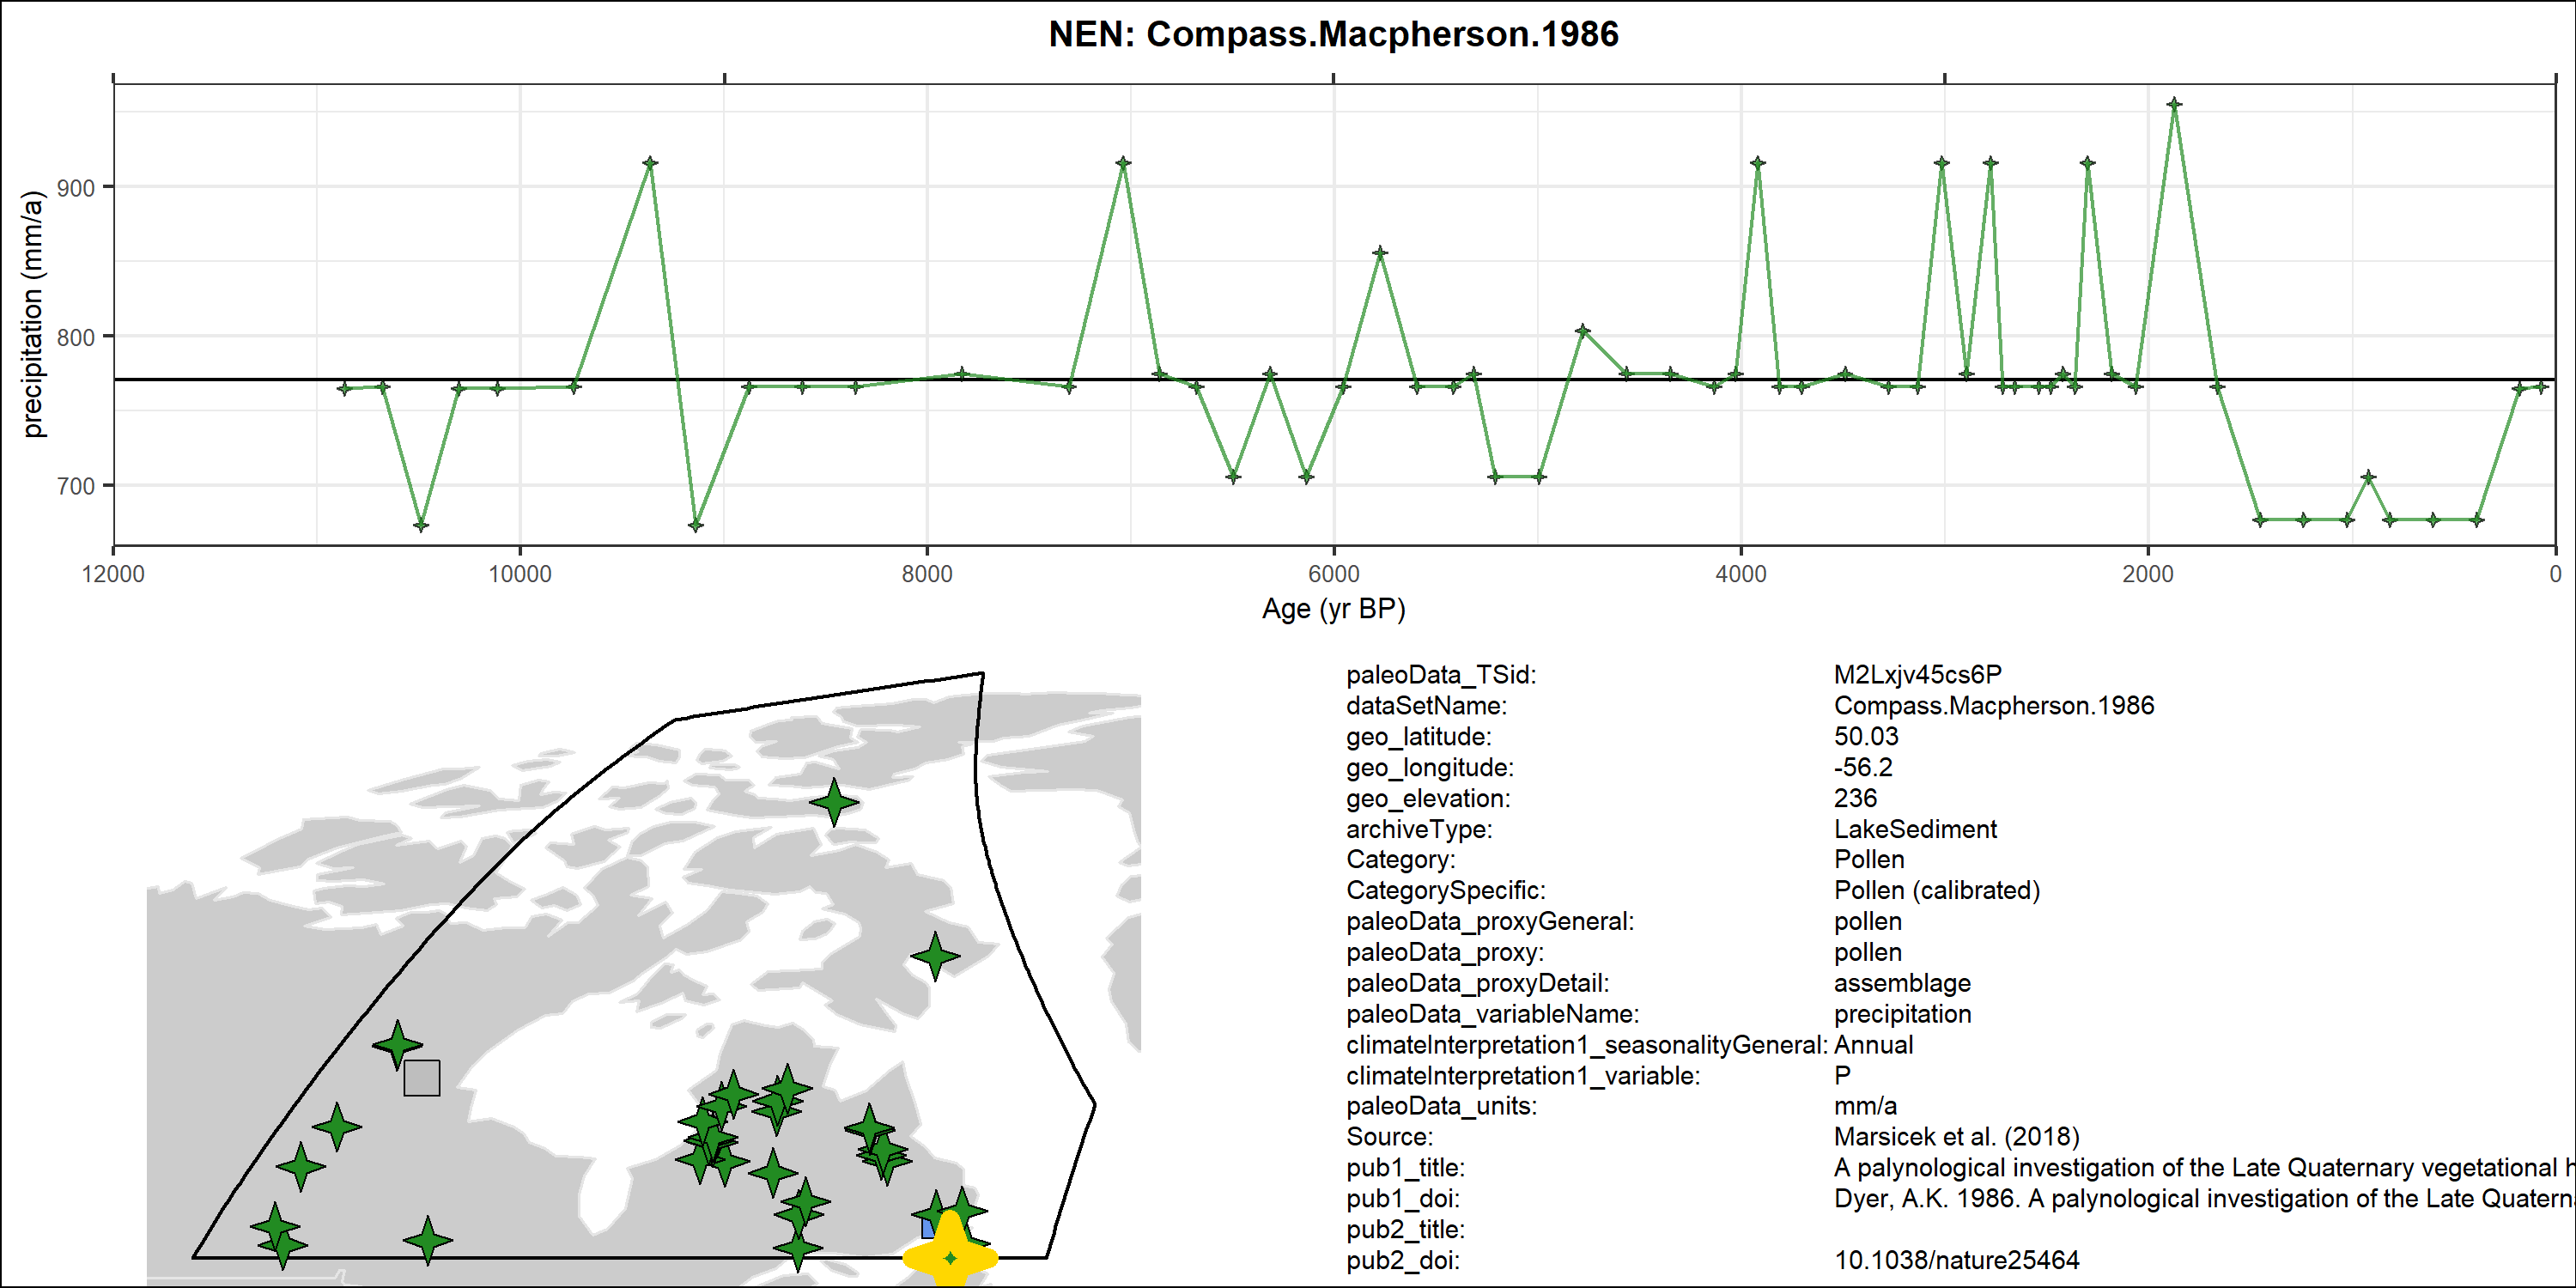 NEN: Compass.Macpherson.1986
precipitation (mm/a)
900
800
700
12000 10000 8000 6000 4000 2000 0
Age (yr BP)
paleoData_TSid: M2Lxjv45cs6P
dataSetName: Compass.Macpherson.1986
geo_latitude: 50.03
geo_longitude: -56.2
geo_elevation: 236
archiveType: LakeSediment
Category: Pollen
CategorySpecific: Pollen (calibrated)
paleoData_proxyGeneral: pollen
paleoData_proxy: pollen
paleoData_proxyDetail: assemblage
paleoData_variableName: precipitation
climateInterpretation1_seasonalityGeneral: Annual
climateInterpretation1_variable: P
paleoData_units: mm/a
Source: Marsicek et al. (2018)
pub1_title: A palynological investigation of the Late Quaternary vegetational h
pub1_doi: Dyer, A.K. 1986. A palynological investigation of the Late Quatern
pub2_title:
pub2_doi: 10.1038/nature25464